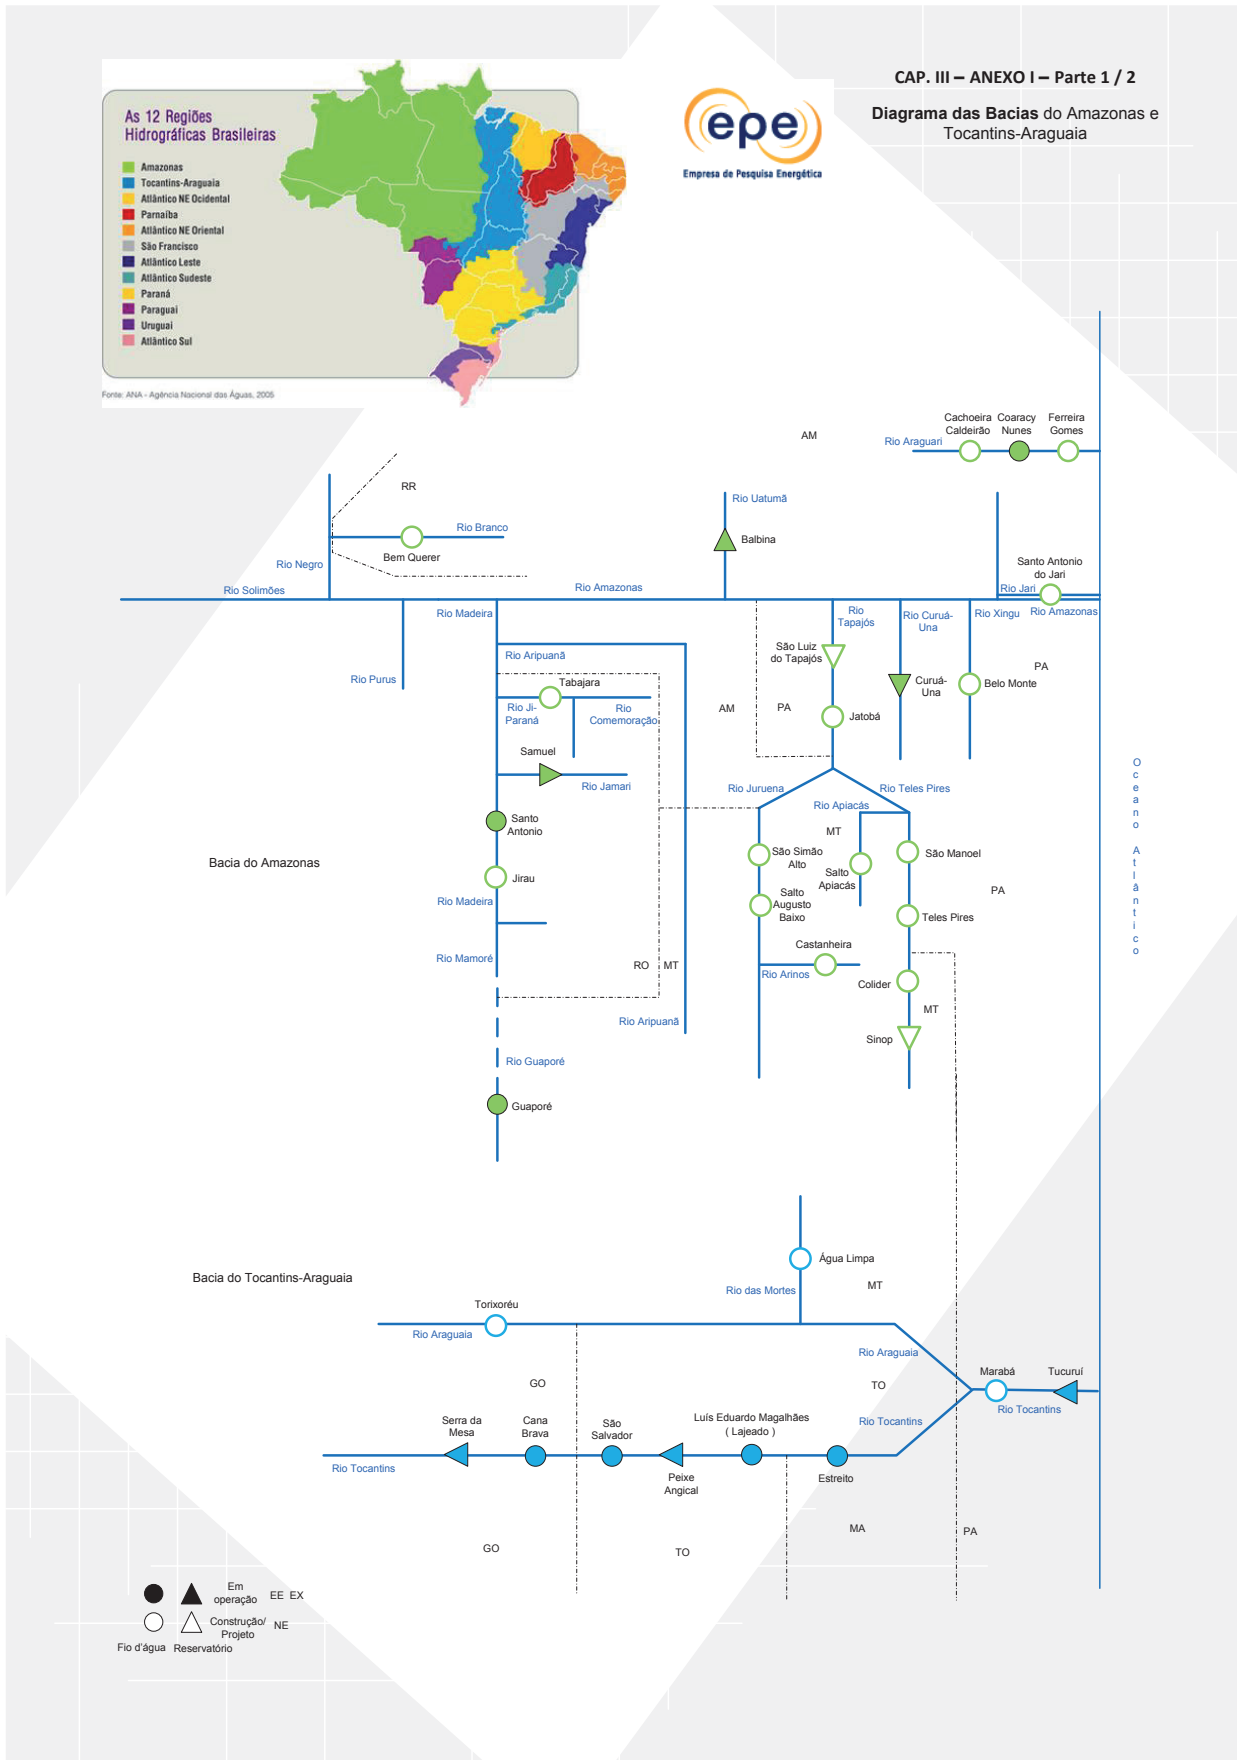 CAP. III – ANEXO I – Parte 1 / 2
Diagrama das Bacias do Amazonas e
Tocantins-Araguaia
epe
Empresa de Pesquisa Energética
As 12 Regiões
Hidrográficas Brasileiras
Amazonas
Tocantins-Araguaia
Atlântico NE Ocidental
Parnaíba
Atlântico NE Oriental
São Francisco
Atlântico Leste
Atlântico Sudeste
Paraná
Paraguai
Uruguai
Atlântico Sul
Fonte: ANA - Agência Nacional das Águas, 2005
AM
Cachoeira
Caldeirão
Coaracy
Nunes
Ferreira
Gomes
Rio Araguari
RR
Rio Branco
Bem Querer
Rio Negro
Rio Uatumã
Balbina
Santo Antonio
do Jari
Rio Jari
Rio Solimões
Rio Amazonas
Rio Amazonas
Rio Madeira
Rio
Tapajós
Rio Curuá-
Una
Rio Xingu
Rio Aripuanã
São Luiz
do Tapajós
PA
Rio Purus
Tabajara
Curuá-
Una
Belo Monte
Rio Ji-
Paraná
Rio
Comemoração
AM
PA
Jatobá
Samuel
Rio Jamari
Rio Juruena
Rio Teles Pires
Rio Apiacás
Oceano Atlântico
Santo
Antonio
MT
São Simão
Alto
São Manoel
Bacia do Amazonas
Salto
Apiacás
Jirau
Salto
Augusto
Baixo
PA
Rio Madeira
Teles Pires
Castanheira
Rio Mamoré
RO
MT
Rio Arinos
Colider
MT
Rio Aripuanã
Sinop
Rio Guaporé
Guaporé
Água Limpa
Bacia do Tocantins-Araguaia
MT
Rio das Mortes
Torixoréu
Rio Araguaia
Rio Araguaia
GO
TO
Marabá
Tucuruí
Rio Tocantins
Serra da
Mesa
Cana
Brava
São
Salvador
Luís Eduardo Magalhães
( Lajeado )
Rio Tocantins
Rio Tocantins
Peixe
Angical
Estreito
GO
TO
MA
PA
Em
operação
EE EX
Construção/
Projeto
NE
Fio d'água
Reservatório